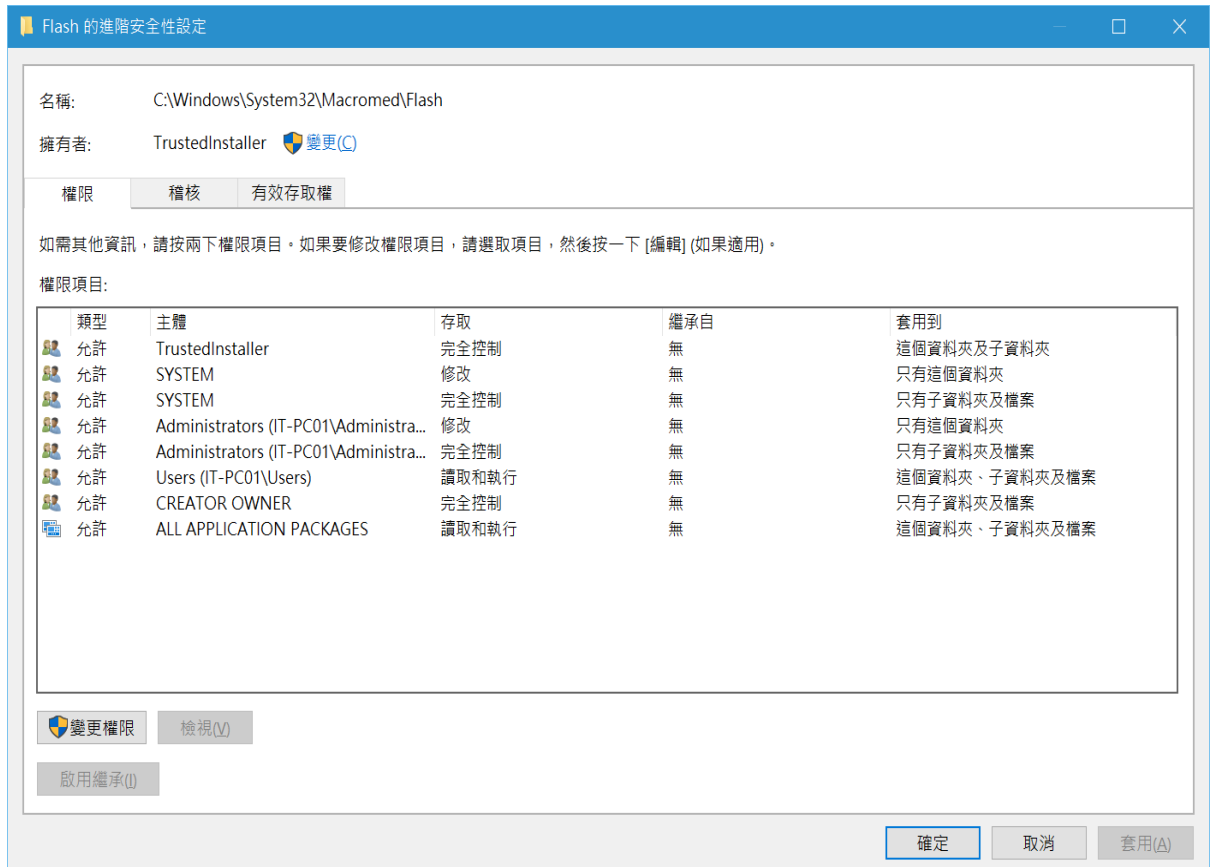 Flash 的進階安全性設定
名稱: C:\Windows\System32\Macromed\Flash
擁有者: TrustedInstaller 變更(C)
權限 稽核 有效存取權
如需其他資訊，請按兩下權限項目。如果要修改權限項目，請選取項目，然後按一下 [編輯] (如果適用)。
權限項目:
類型 主體 存取 繼承自 套用到
允許 TrustedInstaller 完全控制 無 這個資料夾及子資料夾
允許 SYSTEM 修改 無 只有這個資料夾
允許 SYSTEM 完全控制 無 只有子資料夾及檔案
允許 Administrators (IT-PC01\Administra... 修改 無 只有這個資料夾
允許 Administrators (IT-PC01\Administra... 完全控制 無 只有子資料夾及檔案
允許 Users (IT-PC01\Users) 讀取和執行 無 這個資料夾、子資料夾及檔案
允許 CREATOR OWNER 完全控制 無 只有子資料夾及檔案
允許 ALL APPLICATION PACKAGES 讀取和執行 無 這個資料夾、子資料夾及檔案
變更權限 檢視(V)
啟用繼承(I)
確定 取消 套用(A)